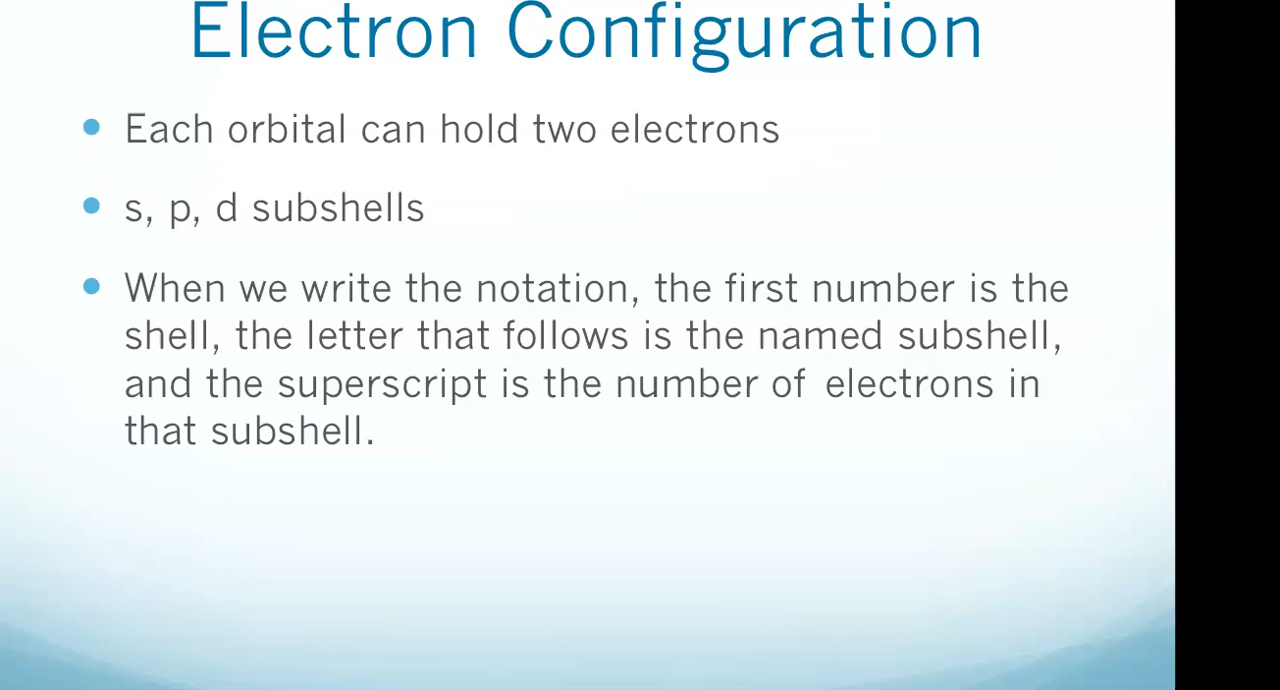 Electron Configuration
• Each orbital can hold two electrons
• s, p, d subshells
• When we write the notation, the first number is the
shell, the letter that follows is the named subshell,
and the superscript is the number of electrons in
that subshell.